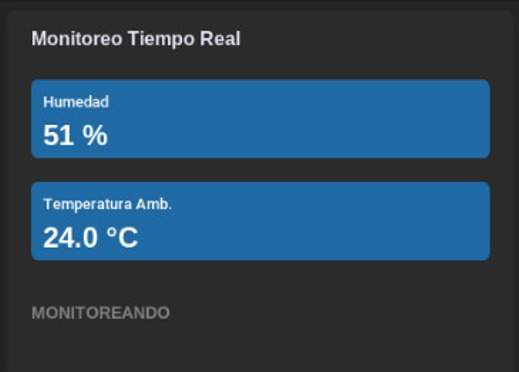 Monitoreo Tiempo Real
Humedad
51 %
Temperatura Amb.
24.0 °C
MONITOREANDO